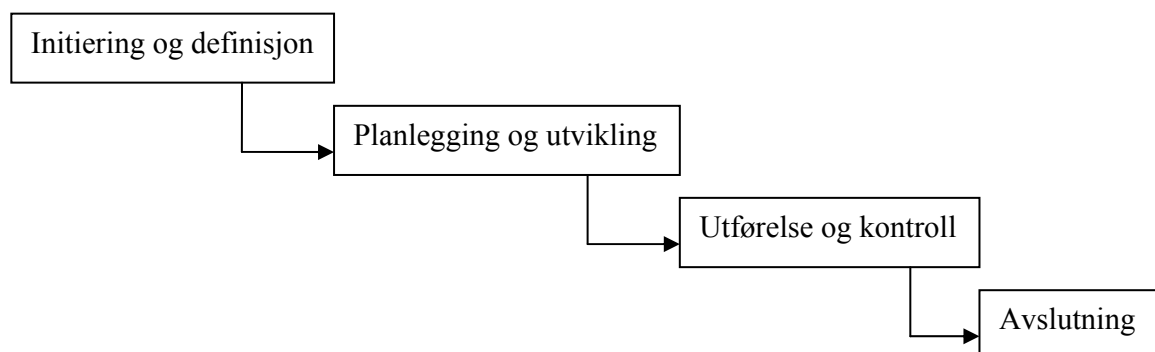 Initiering og definisjon
Planlegging og utvikling
Utførelse og kontroll
Avslutning